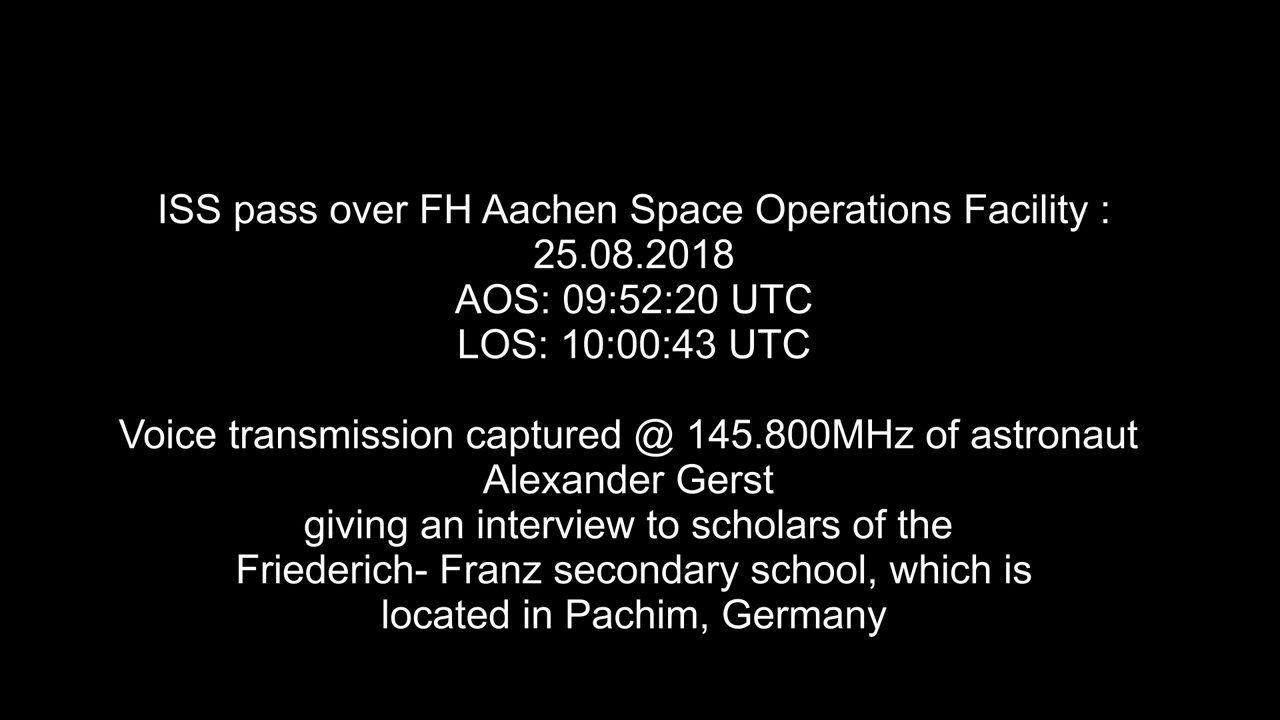 ISS pass over FH Aachen Space Operations Facility :
25.08.2018
AOS: 09:52:20 UTC
LOS: 10:00:43 UTC
Voice transmission captured @ 145.800MHz of astronaut
Alexander Gerst
giving an interview to scholars of the
Friederich- Franz secondary school, which is
located in Pachim, Germany